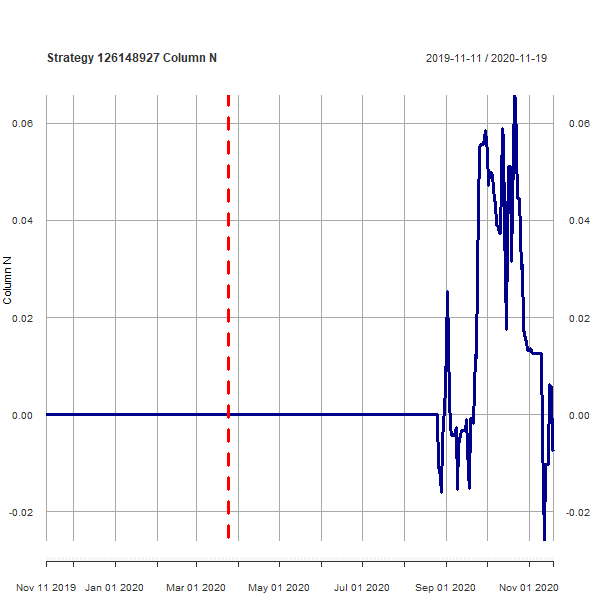 Strategy 126148927 Column N
2019-11-11 / 2020-11-19
0.06 0.06
0.04 0.04
0.02 0.02
0.00 0.00
-0.02 -0.02
Column N
Nov 11 2019 Jan 01 2020 Mar 01 2020 May 01 2020 Jul 01 2020 Sep 01 2020 Nov 01 2020